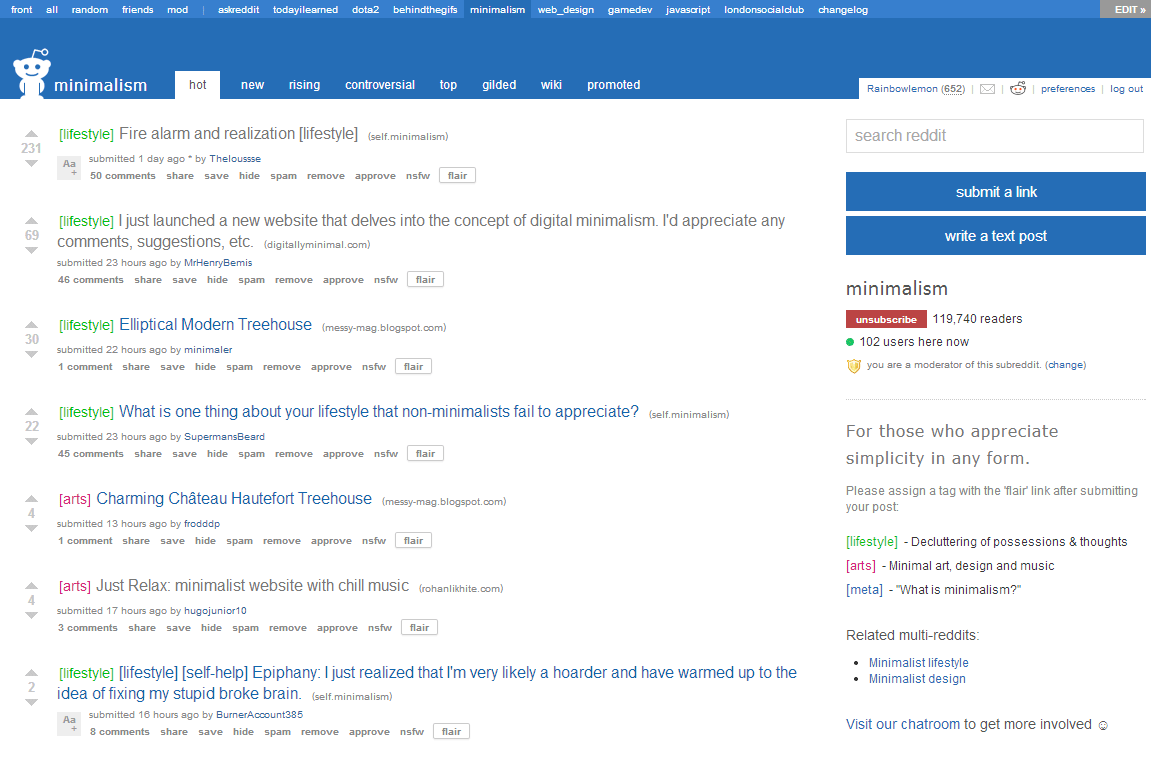 front all random friends mod | askreddit todayilearned dota2 behindthegifs minimalism web_design gamedev javascript londonsocialclub changelog EDIT »
minimalism hot new rising controversial top gilded wiki promoted
Rainbowlemon (652) | | | preferences | log out
231
[lifestyle] Fire alarm and realization [lifestyle] (self.minimalism)
Aa+
submitted 1 day ago * by Theloussse
50 comments share save hide spam remove approve nsfw flair
69
[lifestyle] I just launched a new website that delves into the concept of digital minimalism. I'd appreciate any
comments, suggestions, etc. (digitallyminimal.com)
submitted 23 hours ago by MrHenryBemis
46 comments share save hide spam remove approve nsfw flair
30
[lifestyle] Elliptical Modern Treehouse (messy-mag.blogspot.com)
submitted 22 hours ago by minimaler
1 comment share save hide spam remove approve nsfw flair
22
[lifestyle] What is one thing about your lifestyle that non-minimalists fail to appreciate? (self.minimalism)
submitted 23 hours ago by SupermansBeard
45 comments share save hide spam remove approve nsfw flair
4
[arts] Charming Château Hautefort Treehouse (messy-mag.blogspot.com)
submitted 13 hours ago by frodddp
1 comment share save hide spam remove approve nsfw flair
4
[arts] Just Relax: minimalist website with chill music (rohanlikhite.com)
submitted 17 hours ago by hugojunior10
3 comments share save hide spam remove approve nsfw flair
2
[lifestyle] [lifestyle] [self-help] Epiphany: I just realized that I'm very likely a hoarder and have warmed up to the
idea of fixing my stupid broke brain. (self.minimalism)
Aa+
submitted 16 hours ago by BurnerAccount385
8 comments share save hide spam remove approve nsfw flair
search reddit
submit a link
write a text post
minimalism
unsubscribe 119,740 readers
102 users here now
you are a moderator of this subreddit. (change)
For those who appreciate
simplicity in any form.
Please assign a tag with the 'flair' link after submitting
your post:
[lifestyle] - Decluttering of possessions & thoughts
[arts] - Minimal art, design and music
[meta] - "What is minimalism?"
Related multi-reddits:
• Minimalist lifestyle
• Minimalist design
Visit our chatroom to get more involved ☺